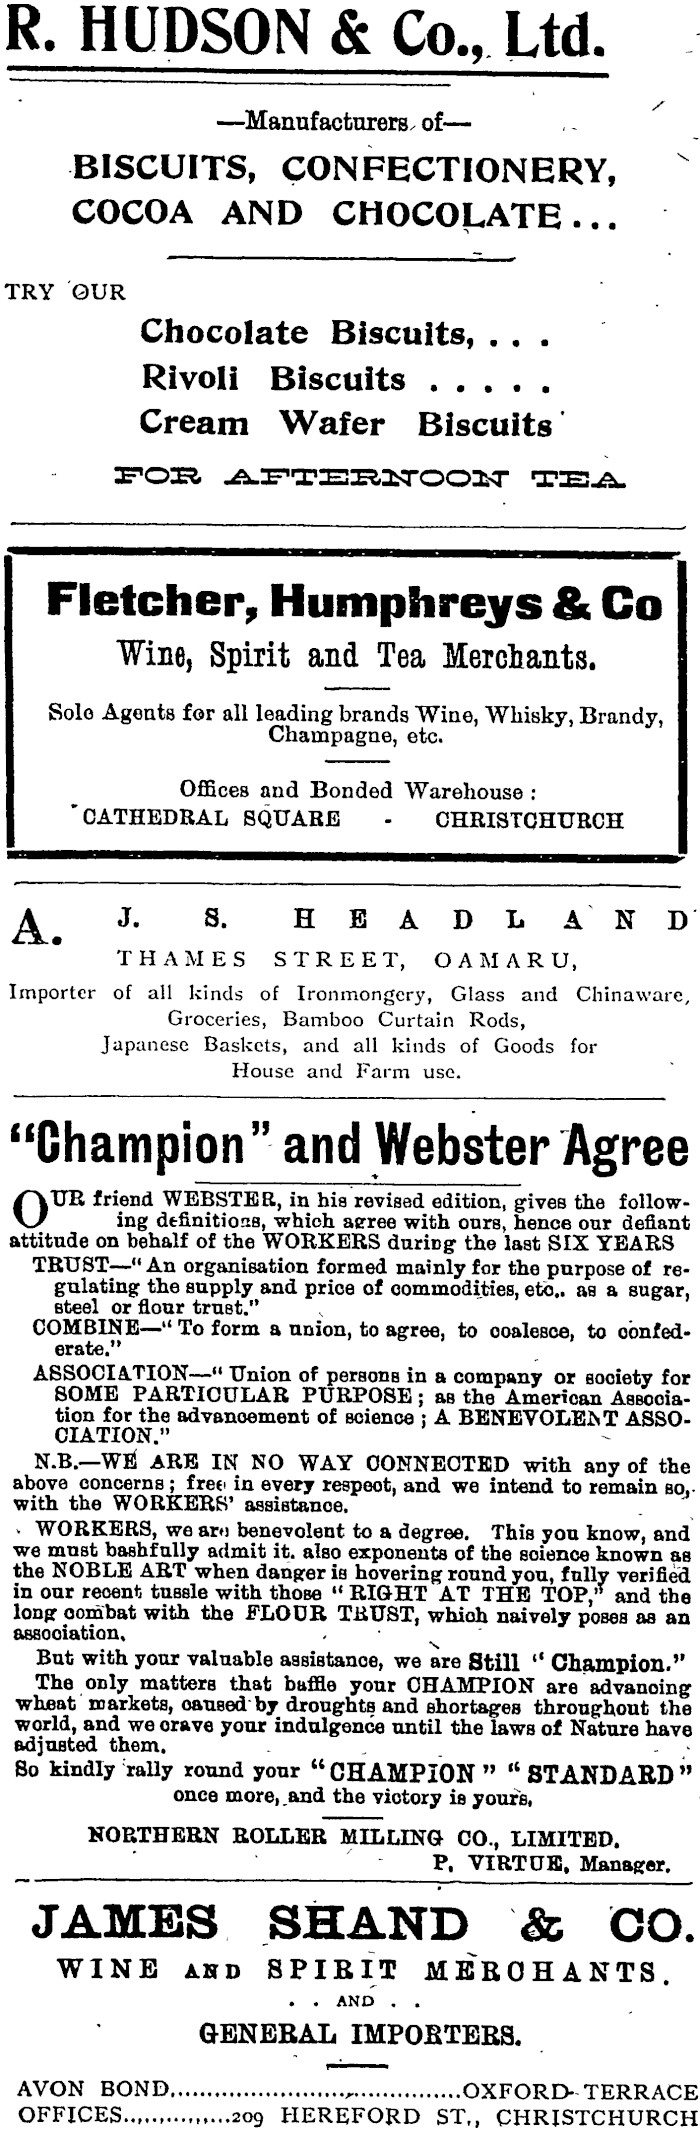 R. HUDSON & Co., Ltd.
—Manufacturers of—
BISCUITS, CONFECTIONERY,
COCOA AND CHOCOLATE...
TRY OUR
Chocolate Biscuits, . . .
Rivoli Biscuits . . . . .
Cream Wafer Biscuits
FOR AFTERNOON TEA
Fletcher, Humphreys & Co
Wine, Spirit and Tea Merchants.
Sole Agents for all leading brands Wine, Whisky, Brandy,
Champagne, etc.
Offices and Bonded Warehouse :
CATHEDRAL SQUARE - CHRISTCHURCH
A. J. S. HEADLAND
THAMES STREET, OAMARU,
Importer of all kinds of Ironmongery, Glass and Chinaware,
Groceries, Bamboo Curtain Rods,
Japanese Baskets, and all kinds of Goods for
House and Farm use.
"Champion" and Webster Agree
OUR friend WEBSTER, in his revised edition, gives the follow-
ing definitions, which agree with ours, hence our defiant
attitude on behalf of the WORKERS during the last SIX YEARS
TRUST—"An organisation formed mainly for the purpose of re-
gulating the supply and price of commodities, etc., as a sugar,
steel or flour trust."
COMBINE—"To form a union, to agree, to coalesce, to confed-
erate."
ASSOCIATION—"Union of persons in a company or society for
SOME PARTICULAR PURPOSE ; as the American Associa-
tion for the advancement of science ; A BENEVOLENT ASSO-
CIATION."
N.B.—WE ARE IN NO WAY CONNECTED with any of the
above concerns ; free in every respect, and we intend to remain so,
with the WORKERS' assistance.
WORKERS, we are benevolent to a degree. This you know, and
we must bashfully admit it. also exponents of the science known as
the NOBLE ART when danger is hovering round you, fully verified
in our recent tussle with those "RIGHT AT THE TOP," and the
long combat with the FLOUR TRUST, which naively poses as an
association.
But with your valuable assistance, we are Still "Champion."
The only matters that baffle your CHAMPION are advancing
wheat markets, caused by droughts and shortages throughout the
world, and we crave your indulgence until the laws of Nature have
adjusted them.
So kindly rally round your "CHAMPION" "STANDARD"
once more, and the victory is yours,
NORTHERN ROLLER MILLING CO., LIMITED.
P. VIRTUE, Manager.
JAMES SHAND & CO.
WINE AND SPIRIT MERCHANTS.
. . AND . .
GENERAL IMPORTERS.
AVON BOND......................................OXFORD TERRACE
OFFICES...............209 HEREFORD ST., CHRISTCHURCH